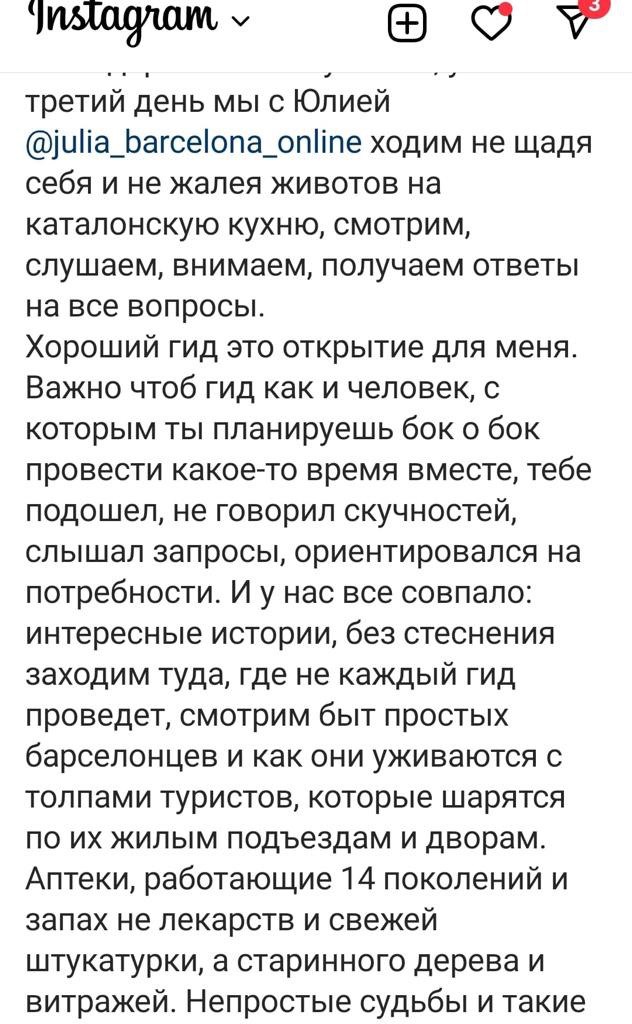 Instagram
3
третий день мы с Юлией
@julia_barcelona_online ходим не щадя
себя и не жалея животов на
каталонскую кухню, смотрим,
слушаем, внимаем, получаем ответы
на все вопросы.
Хороший гид это открытие для меня.
Важно чтоб гид как и человек, с
которым ты планируешь бок о бок
провести какое-то время вместе, тебе
подошел, не говорил скучностей,
слышал запросы, ориентировался на
потребности. И у нас все совпало:
интересные истории, без стеснения
заходим туда, где не каждый гид
проведет, смотрим быт простых
барселонцев и как они уживаются с
толпами туристов, которые шарятся
по их жилым подъездам и дворам.
Аптеки, работающие 14 поколений и
запах не лекарств и свежей
штукатурки, а старинного дерева и
витражей. Непростые судьбы и такие